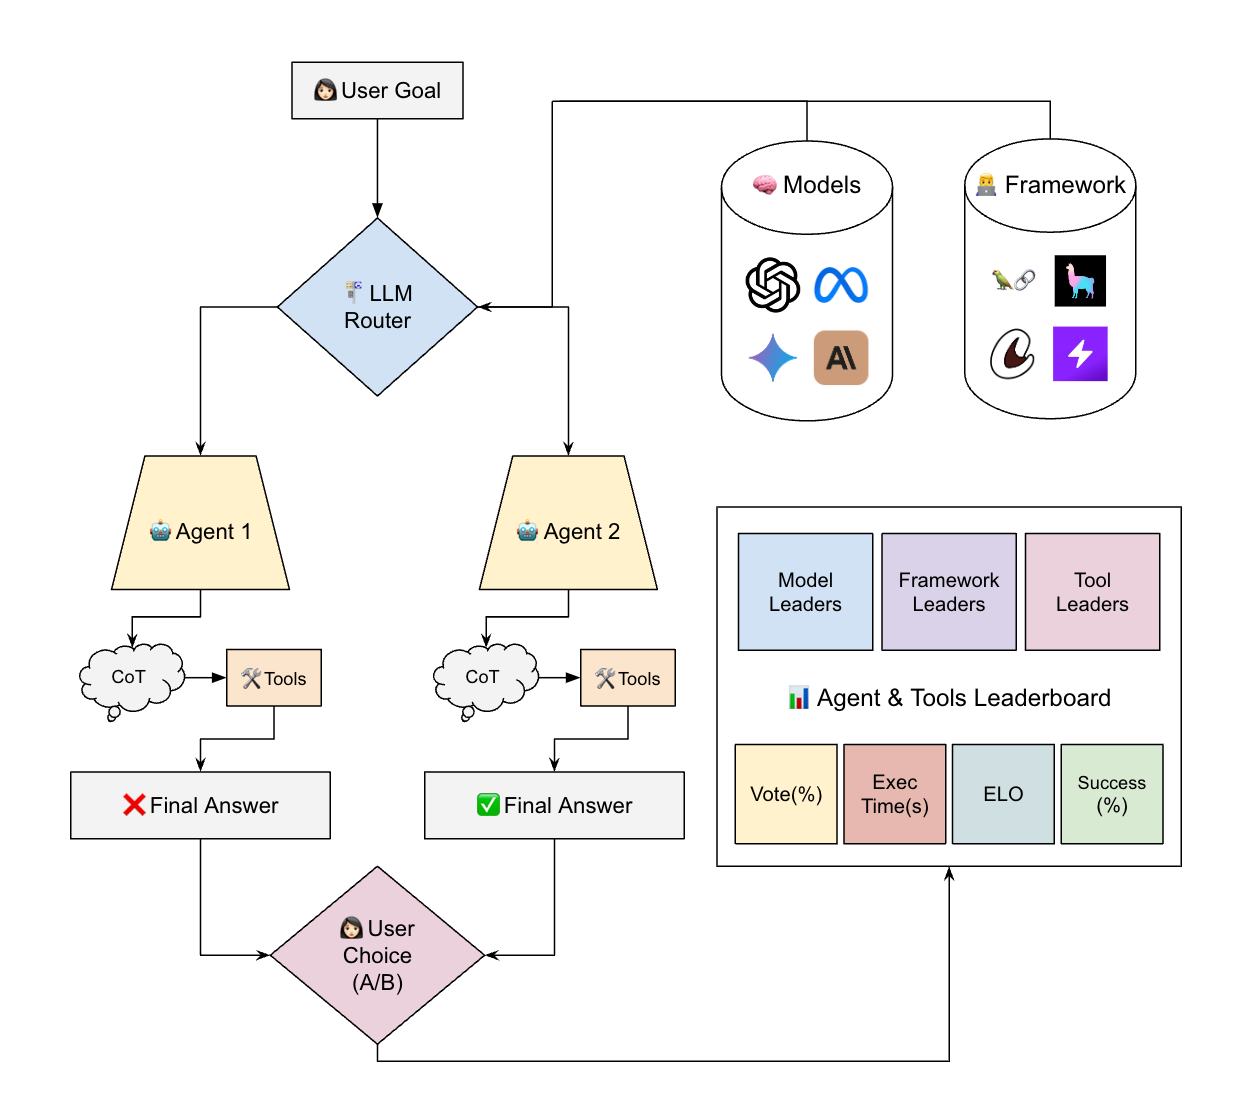 User Goal
Models
Framework
LLM
Router
Agent 1
Agent 2
CoT
Tools
CoT
Tools
Final Answer
Final Answer
User
Choice
(A/B)
Model
Leaders
Framework
Leaders
Tool
Leaders
Agent & Tools Leaderboard
Vote(%)
Exec
Time(s)
ELO
Success
(%)